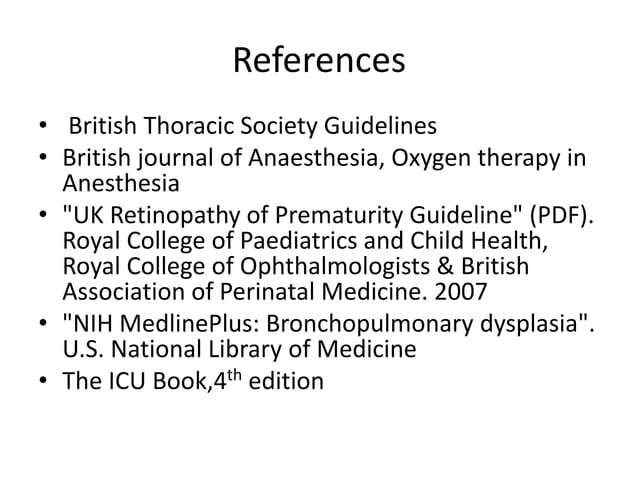 References
• British Thoracic Society Guidelines
• British journal of Anaesthesia, Oxygen therapy in
Anesthesia
• "UK Retinopathy of Prematurity Guideline" (PDF).
Royal College of Paediatrics and Child Health,
Royal College of Ophthalmologists & British
Association of Perinatal Medicine. 2007
• "NIH MedlinePlus: Bronchopulmonary dysplasia".
U.S. National Library of Medicine
• The ICU Book,4th edition